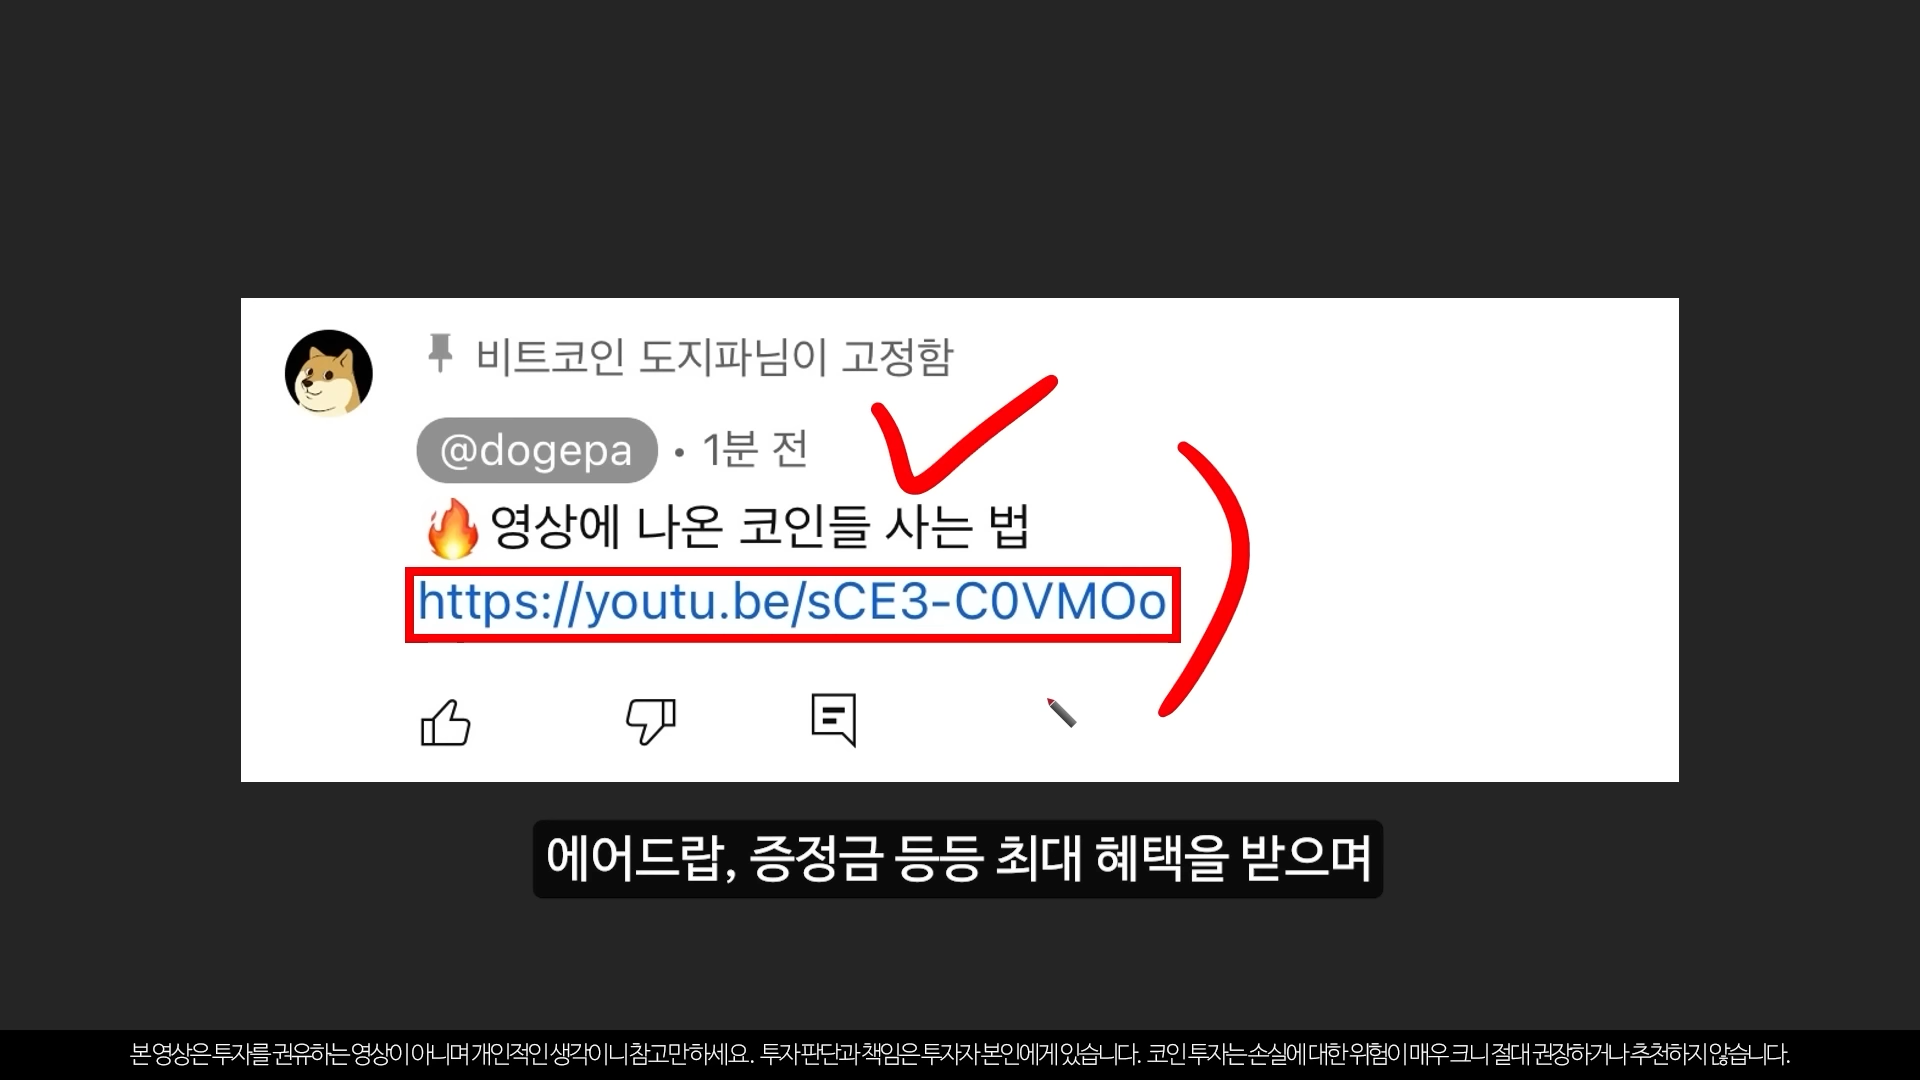 비트코인 도지파님이 고정함
@dogepa • 1분 전
🔥영상에 나온 코인들 사는 법
https://youtu.be/sCE3-C0VMOo
에어드랍, 증정금 등등 최대 혜택을 받으며
본 영상은 투자를 권유하는 영상이 아니며 개인적인 생각이니 참고만 하세요. 투자 판단과 책임은 투자자 본인에게 있습니다. 코인 투자는 손실에 대한 위험이 매우 크니 절대 권장하거나 추천하지 않습니다.